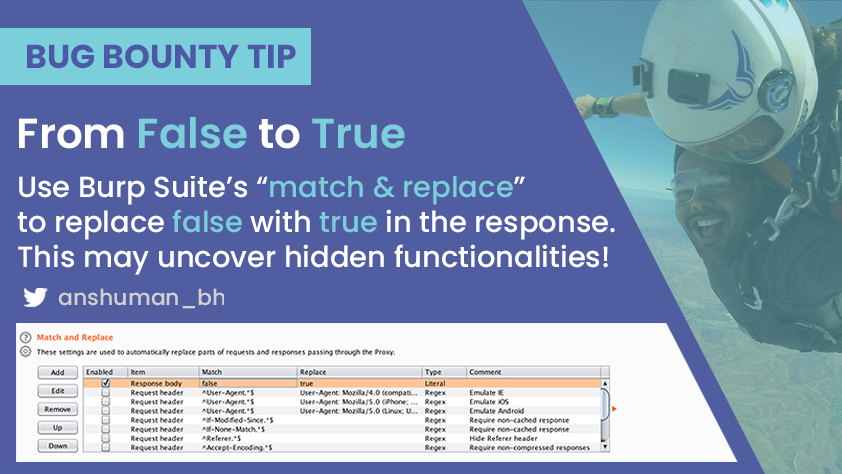 BUG BOUNTY TIP
From False to True
Use Burp Suite's “match & replace”
to replace false with true in the response.
This may uncover hidden functionalities!
anshuman_bh
? Match and Replace
These settings are used to automatically replace parts of requests and responses passing through the Proxy.
Add Enabled Item Match Replace Type Comment
Response body false true Literal
Edit Request header ^User-Agent.*$ User-Agent: Mozilla/4.0 (compati... Regex Emulate IE
Request header ^User-Agent.*$ User-Agent: Mozilla/5.0 (iPhone; ... Regex Emulate iOS
Remove Request header ^User-Agent.*$ User-Agent: Mozilla/5.0 (Linux; U... Regex Emulate Android
Request header ^If-Modified-Since.*$ Regex Require non-cached response
Up Request header ^If-None-Match.*$ Regex Require non-cached response
Request header ^Referer.*$ Regex Hide Referer header
Down Request header ^Accept-Encoding.*$ Regex Require non-compressed responses